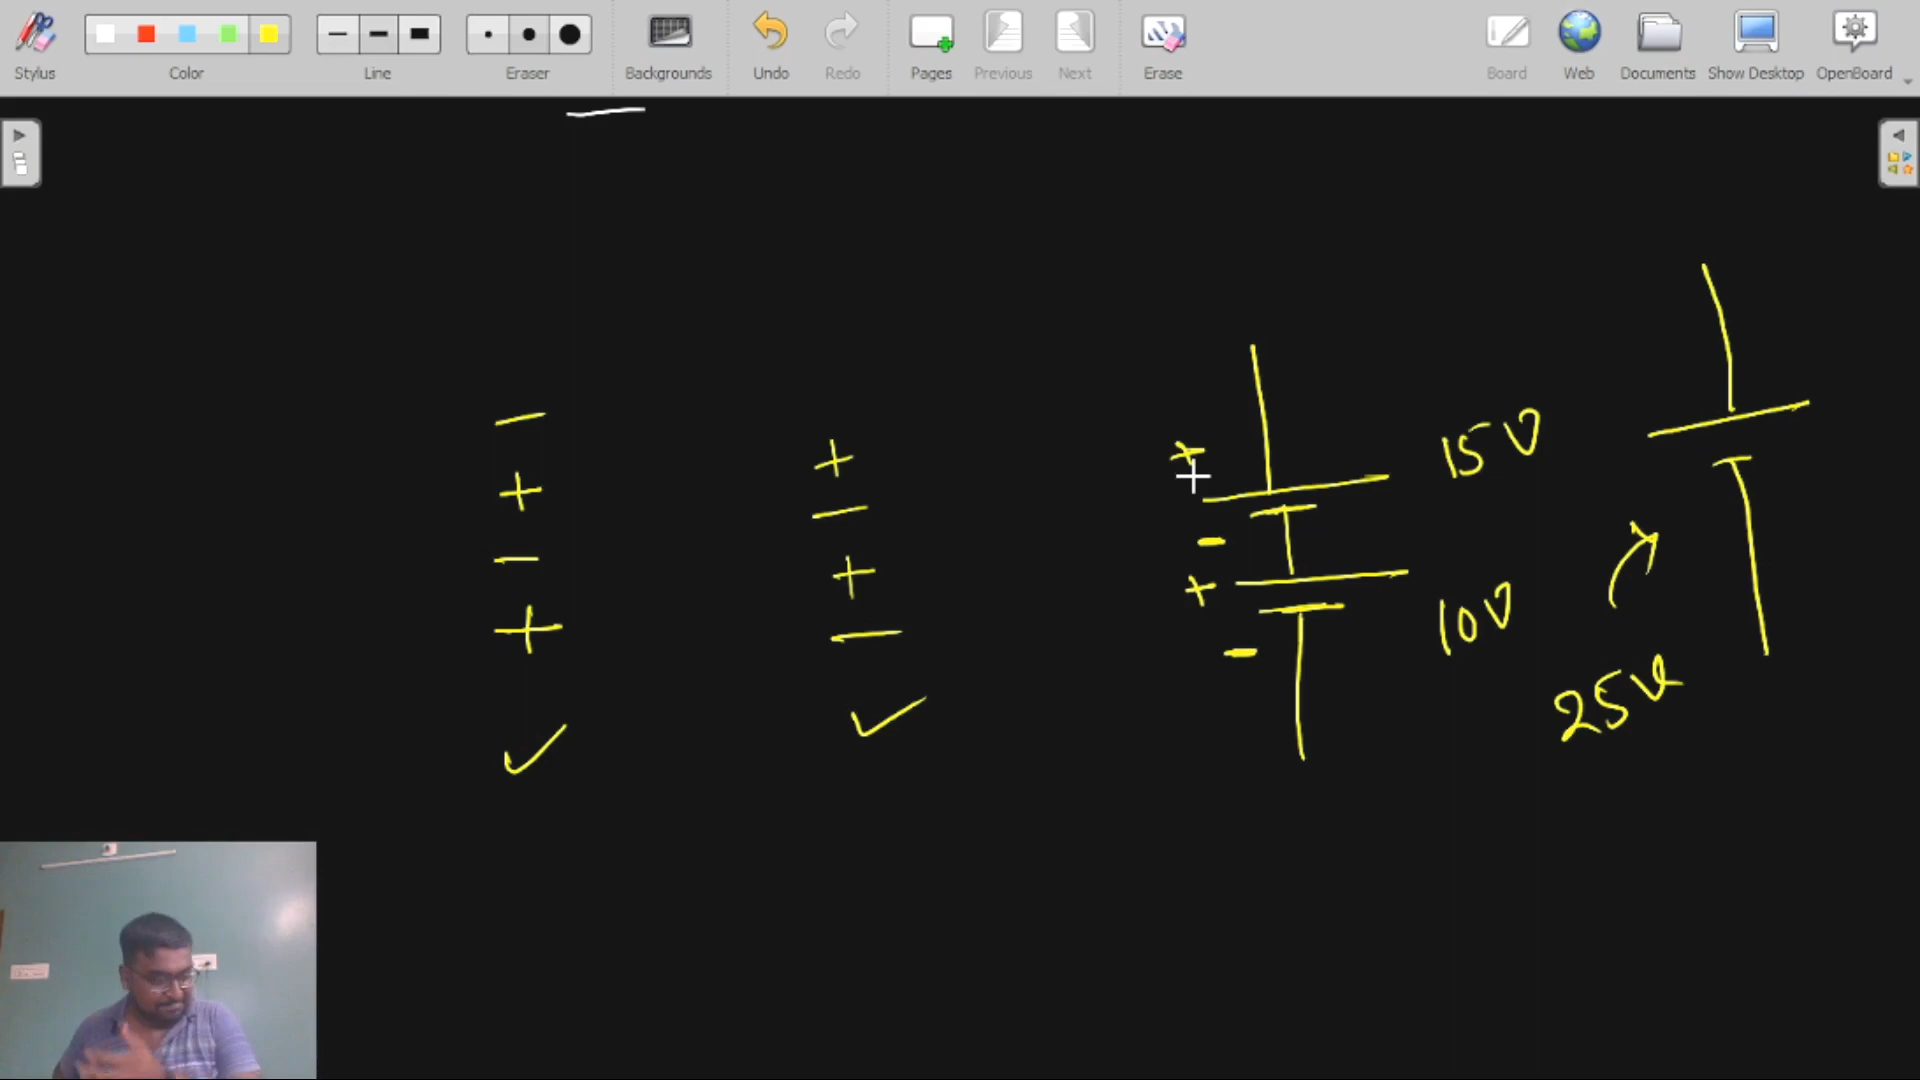 Stylus
Color
Line
Eraser
Backgrounds
Undo
Redo
Pages
Previous
Next
Erase
Board
Web
Documents
Show Desktop
OpenBoard
−
+
−
+
+
−
+
−
+
−
+
−
15V
10V
25V